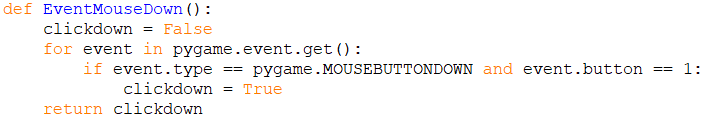 def EventMouseDown():
    clickdown = False
    for event in pygame.event.get():
        if event.type == pygame.MOUSEBUTTONDOWN and event.button == 1:
            clickdown = True
    return clickdown